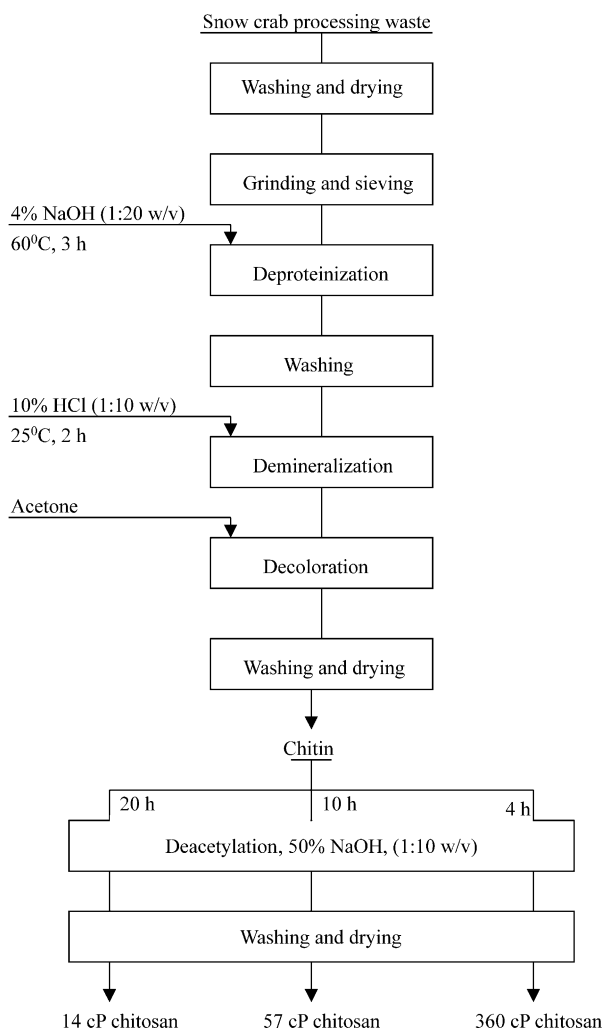 Snow crab processing waste
Washing and drying
Grinding and sieving
4% NaOH (1:20 w/v)
60⁰C, 3 h
Deproteinization
Washing
10% HCl (1:10 w/v)
25⁰C, 2 h
Demineralization
Acetone
Decoloration
Washing and drying
Chitin
20 h
10 h
4 h
Deacetylation, 50% NaOH, (1:10 w/v)
Washing and drying
14 cP chitosan
57 cP chitosan
360 cP chitosan